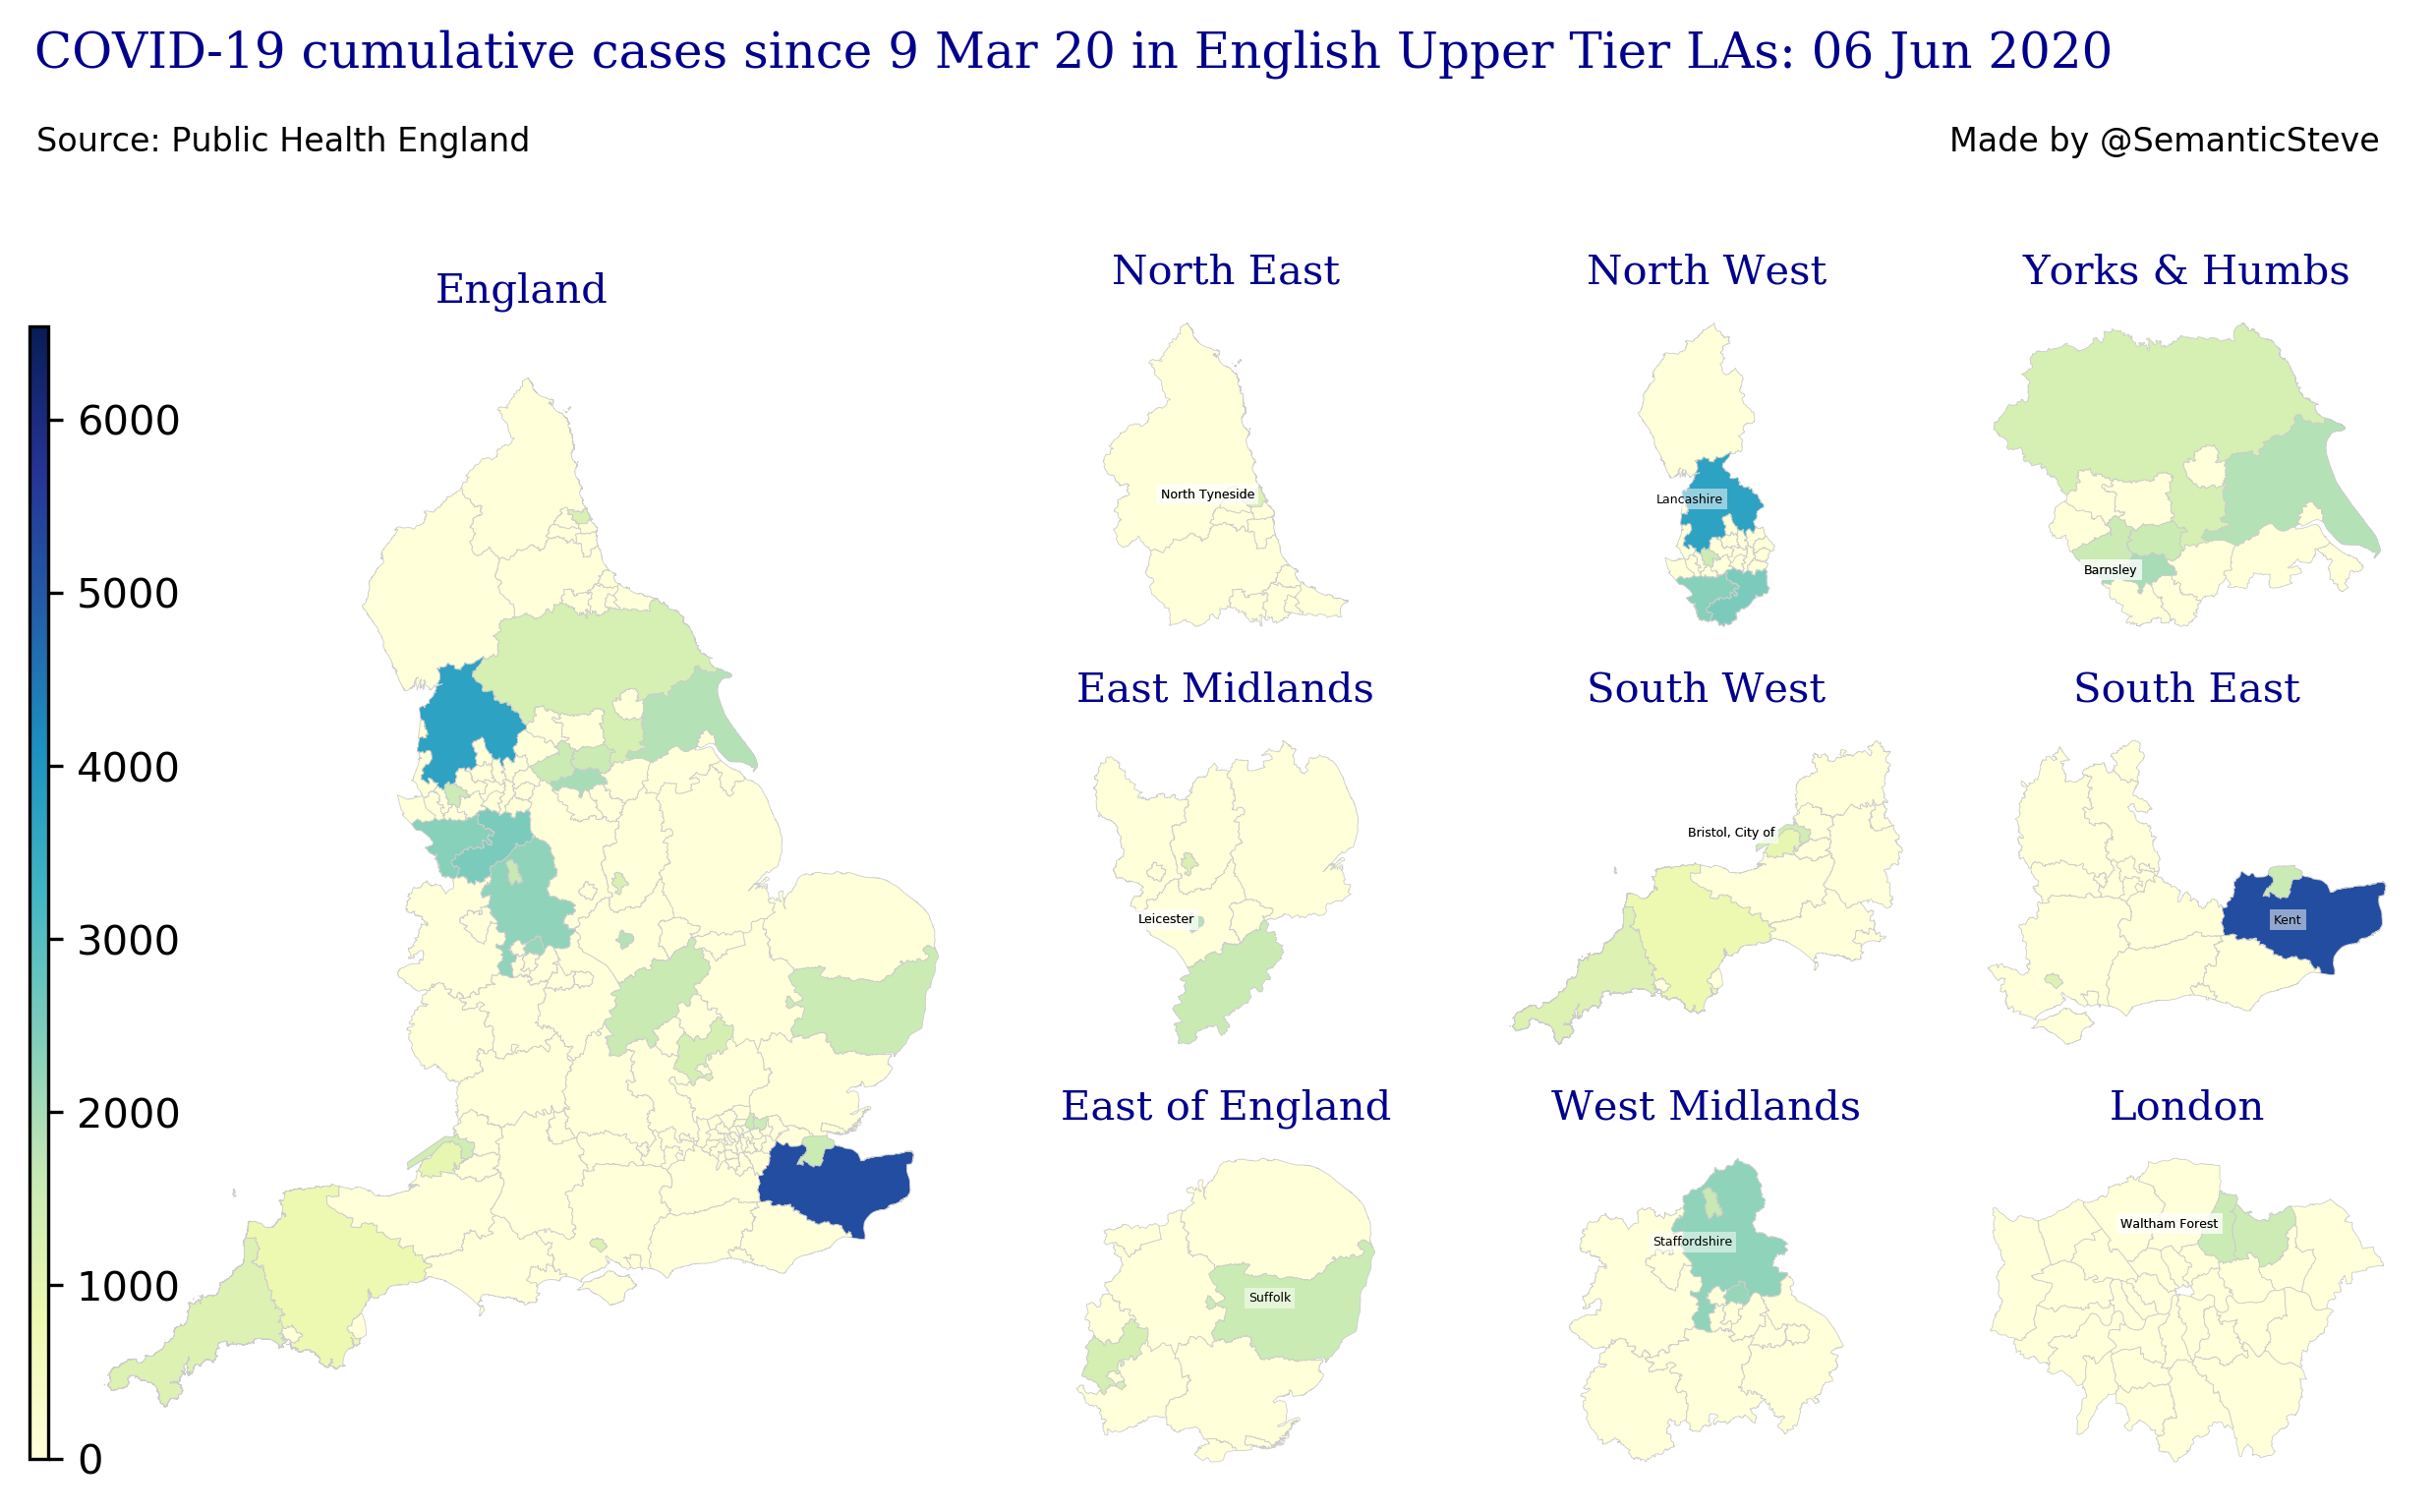 COVID-19 cumulative cases since 9 Mar 20 in English Upper Tier LAs: 06 Jun 2020
Source: Public Health England
Made by @SemanticSteve
England
6000
5000
4000
3000
2000
1000
0
North East
North Tyneside
North West
Lancashire
Yorks & Humbs
Barnsley
East Midlands
Leicester
South West
Bristol, City of
South East
Kent
East of England
Suffolk
West Midlands
Staffordshire
London
Waltham Forest